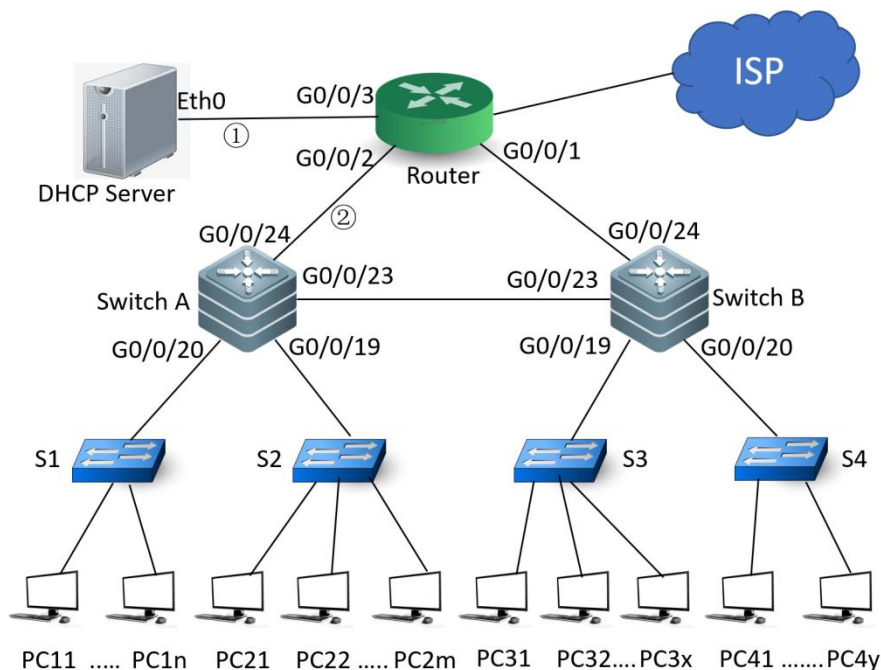 ISP
Eth0
G0/0/3
①
G0/0/2
G0/0/1
DHCP Server
Router
②
G0/0/24
G0/0/24
G0/0/23
G0/0/23
Switch A
Switch B
G0/0/20
G0/0/19
G0/0/19
G0/0/20
S1
S2
S3
S4
PC11 ..... PC1n PC21 PC22 ..... PC2m PC31 PC32.... PC3x PC41 ....... PC4y